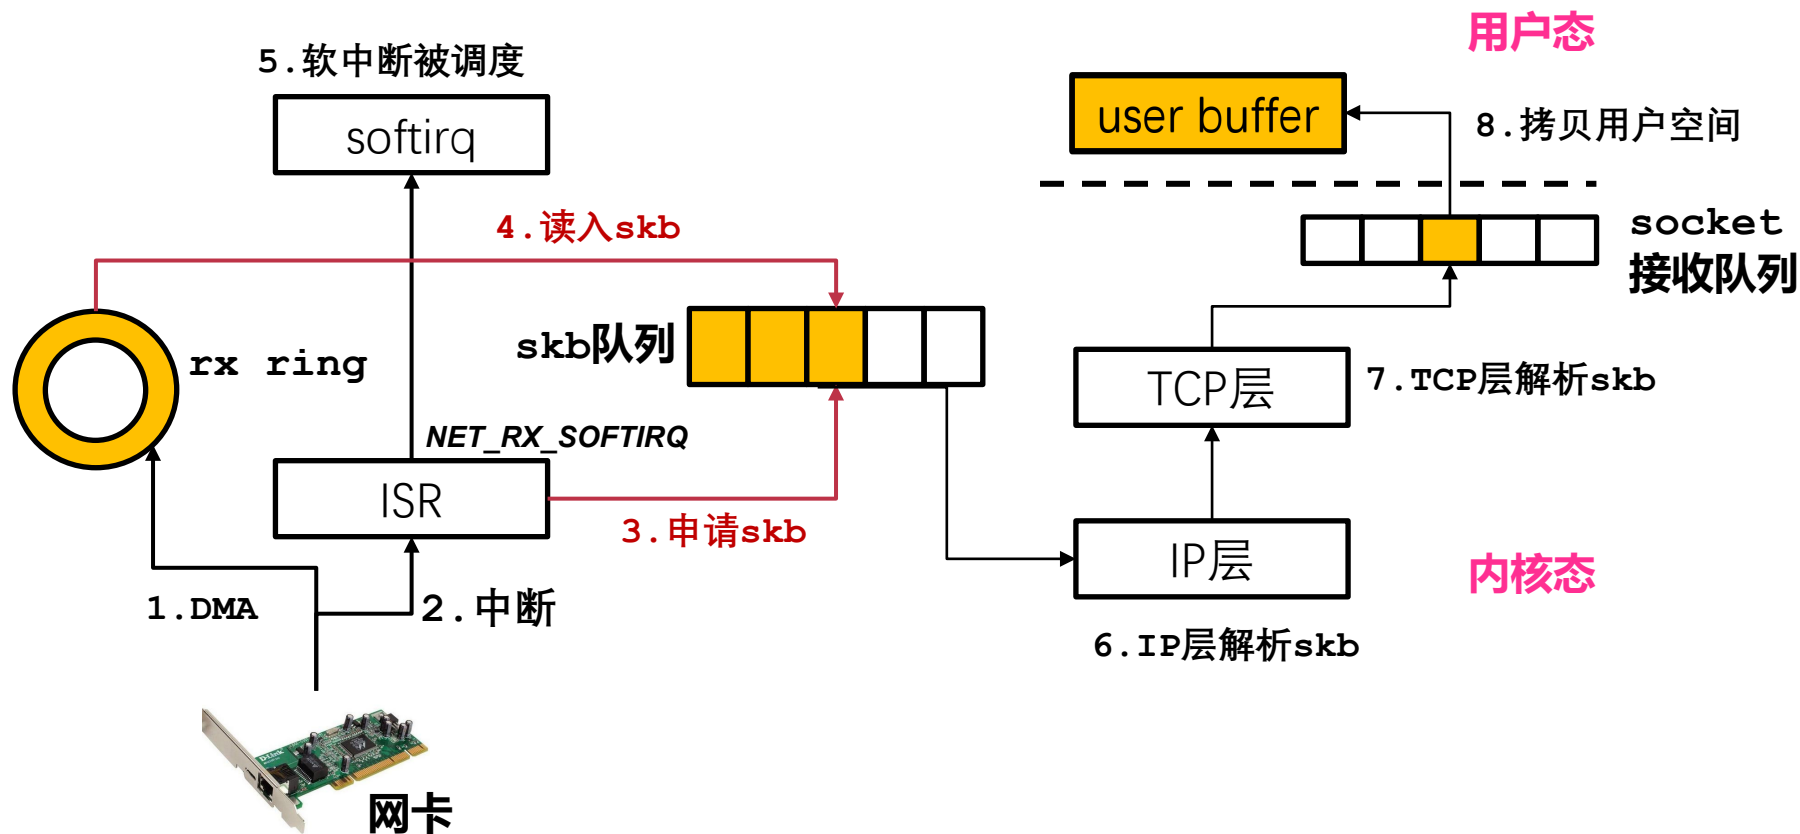 用户态
5.软中断被调度
softirq
user buffer
8.拷贝用户空间
4.读入skb
socket
接收队列
rx ring
skb队列
TCP层
7.TCP层解析skb
NET_RX_SOFTIRQ
ISR
3.申请skb
IP层
内核态
1.DMA
2.中断
6.IP层解析skb
D-Link
网卡